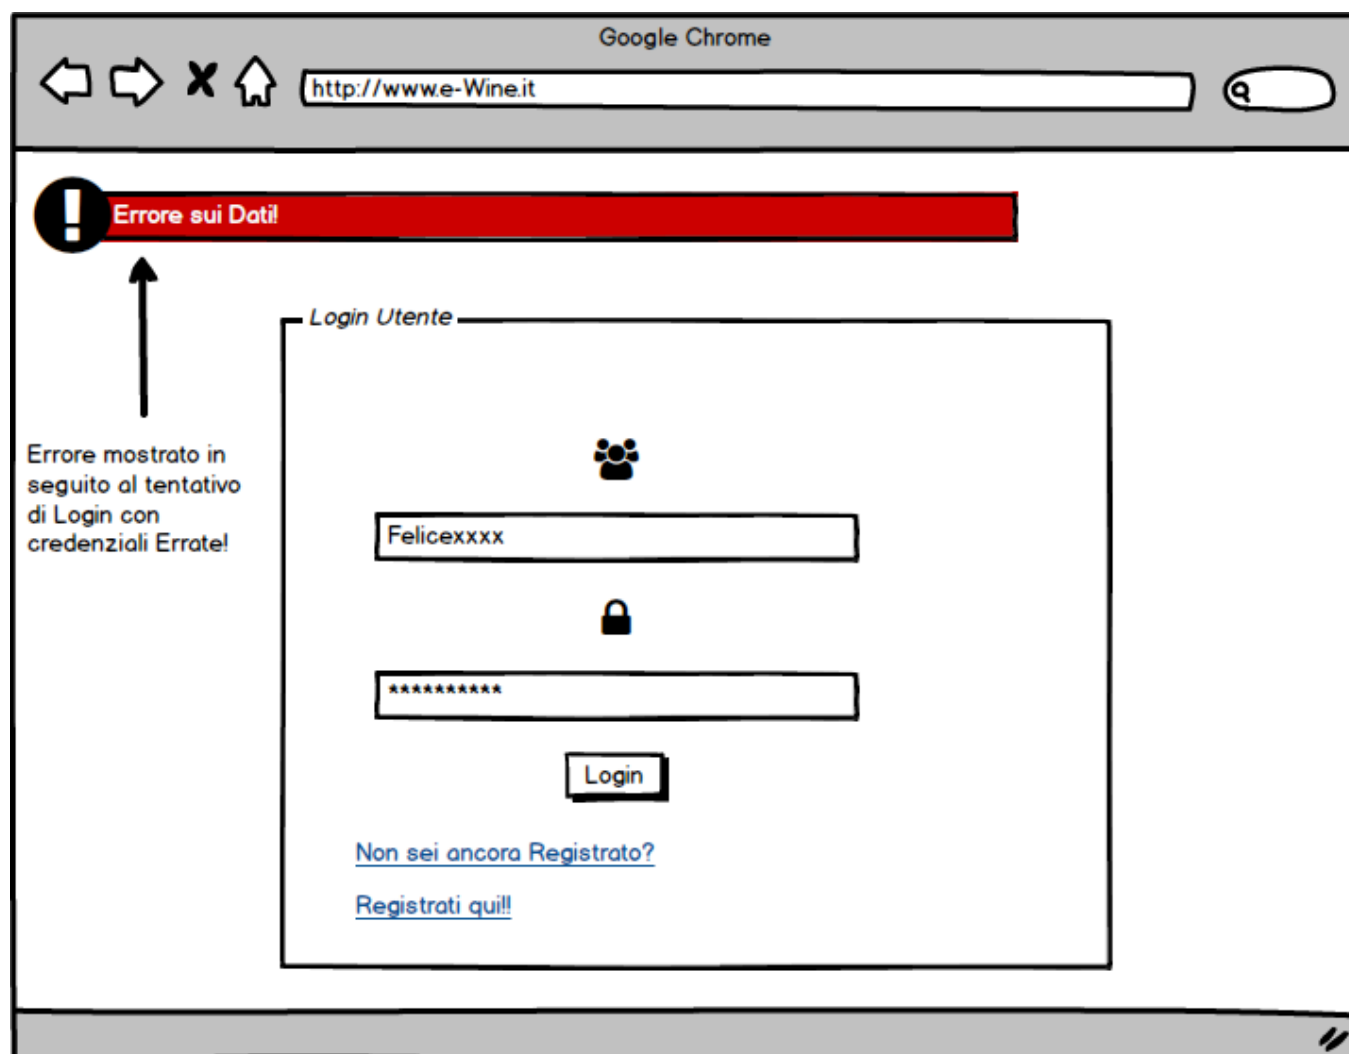 Google Chrome
http://www.e-Wine.it
Errore sui Dati!
Login Utente
Errore mostrato in
seguito al tentativo
di Login con
credenziali Errate!
Felicexxxx
**********
Login
Non sei ancora Registrato?
Registrati qui!!